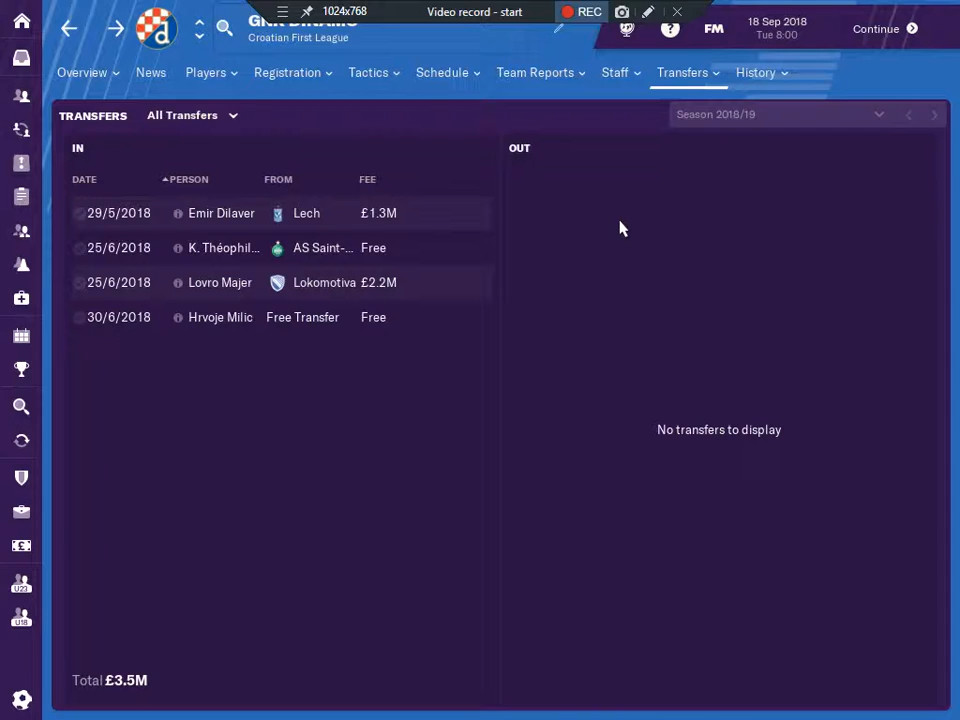 1024x768 Video record - start REC
GNK DINAMO
Croatian First League
FM
18 Sep 2018
Tue 8:00
Continue
Overview News Players Registration Tactics Schedule Team Reports Staff Transfers History
TRANSFERS All Transfers Season 2018/19
IN OUT
DATE PERSON FROM FEE
29/5/2018 Emir Dilaver Lech £1.3M
25/6/2018 K. Théophil... AS Saint-... Free
25/6/2018 Lovro Majer Lokomotiva £2.2M
30/6/2018 Hrvoje Milic Free Transfer Free
No transfers to display
Total £3.5M
U23
U18